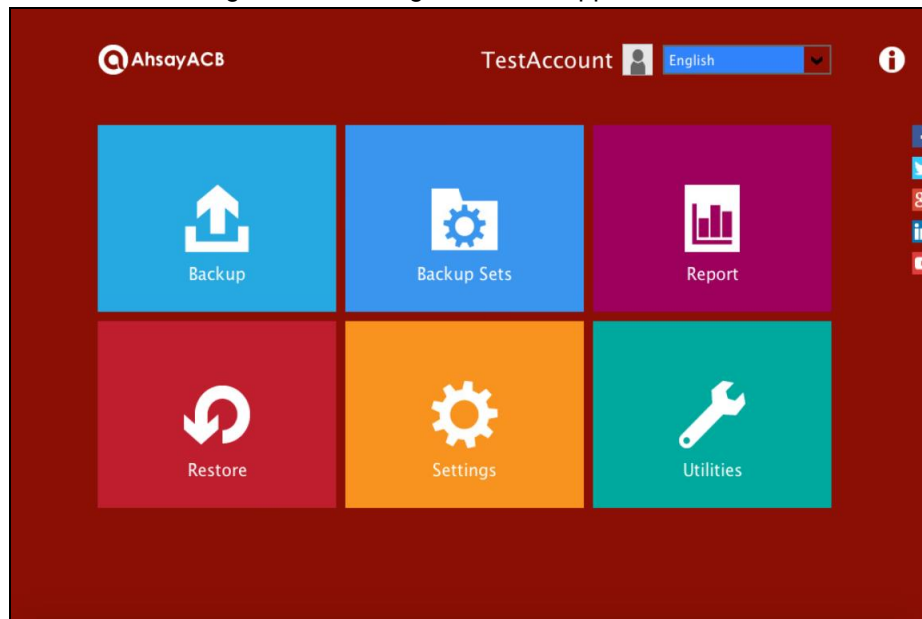 AhsayACB
TestAccount
English
Backup
Backup Sets
Report
Restore
Settings
Utilities